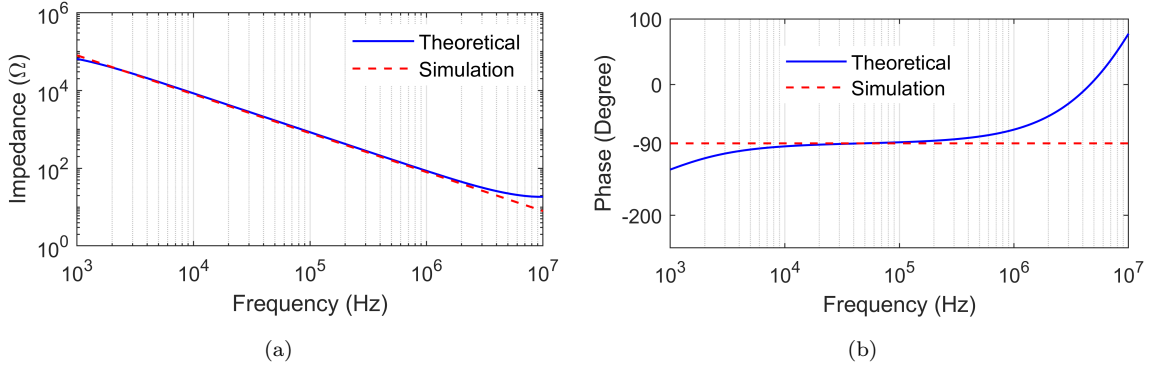 10^6
10^4
10^2
10^0
Impedance (Ω)
Theoretical
Simulation
10^3 10^4 10^5 10^6 10^7
Frequency (Hz)
(a)
100
0
-90
-200
Phase (Degree)
Theoretical
Simulation
10^3 10^4 10^5 10^6 10^7
Frequency (Hz)
(b)